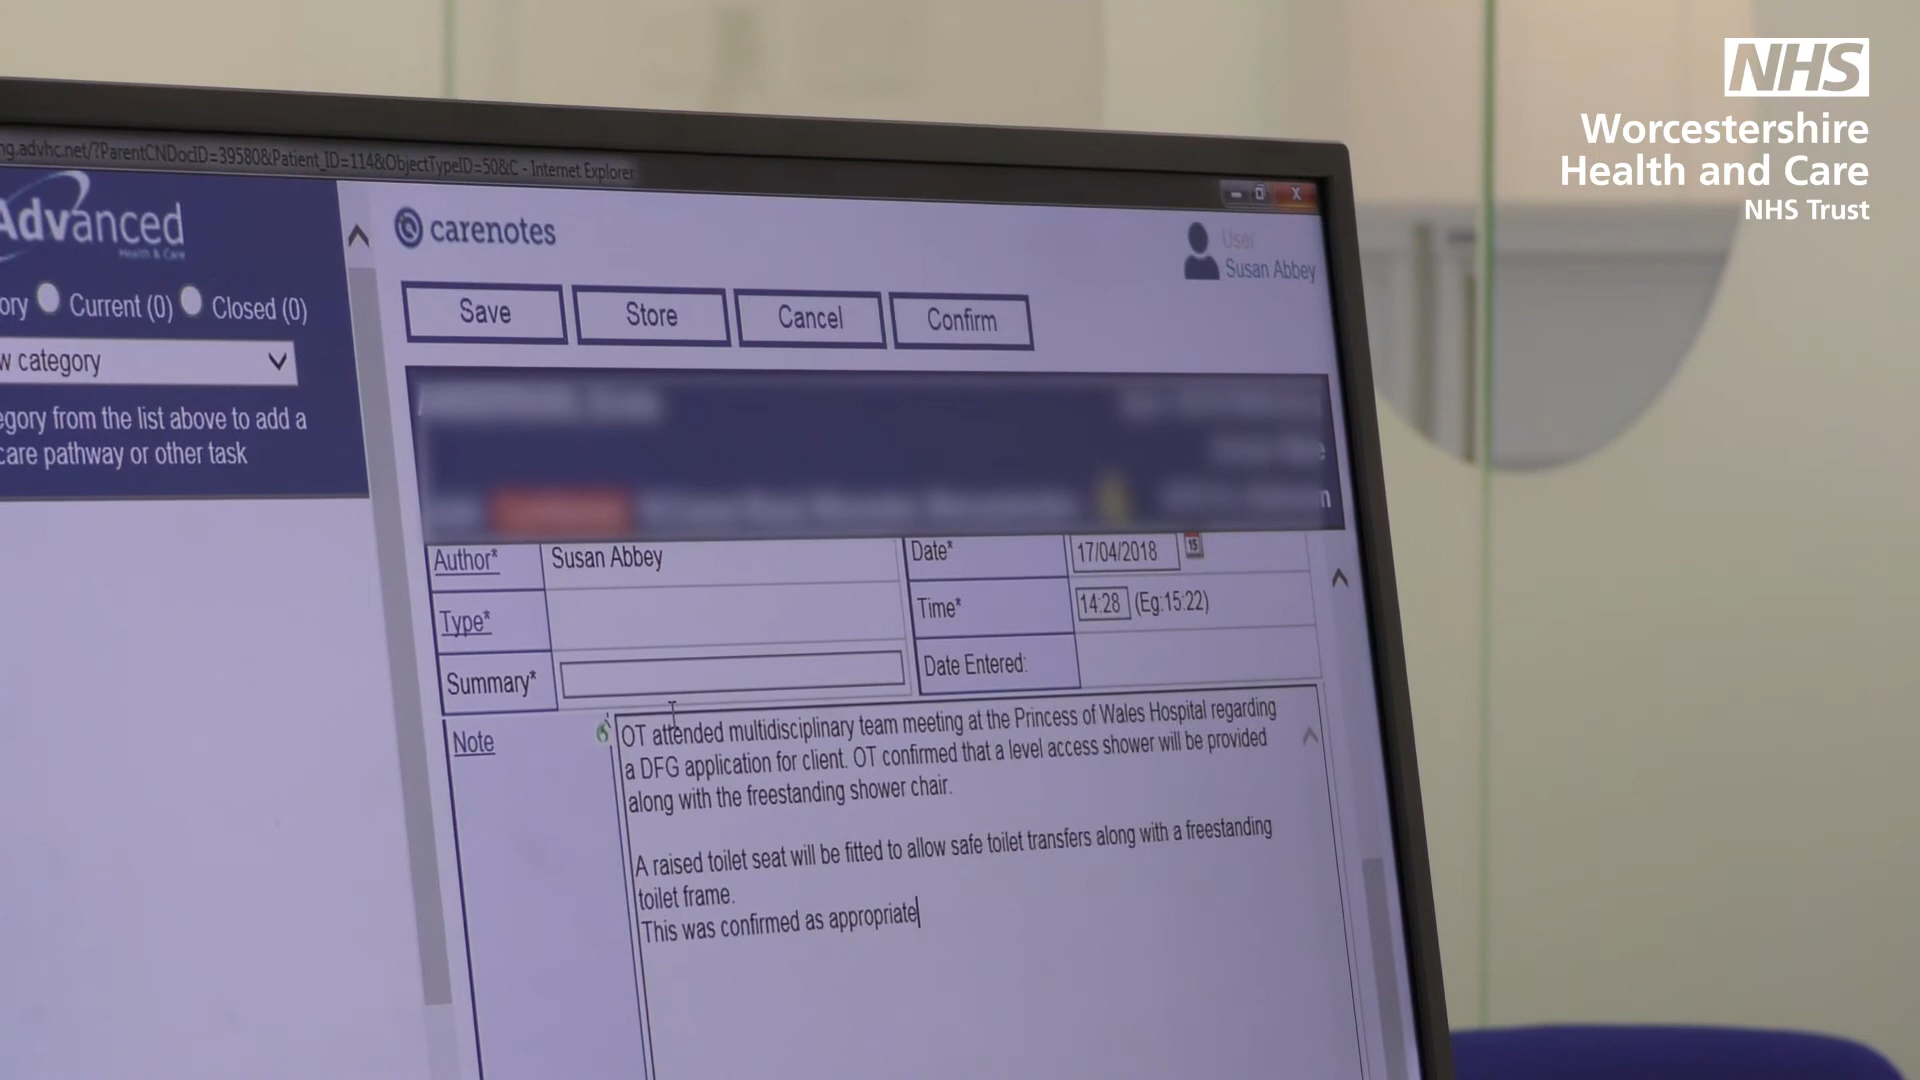 NHS
Worcestershire
Health and Care
NHS Trust
ng.advhc.net/?ParentCNDocID=39580&Patient_ID=114&ObjectTypeID=50&C - Internet Explorer
Advanced
Health & Care
ory Current (0) Closed (0)
w category
egory from the list above to add a
care pathway or other task
carenotes
User
Susan Abbey
Save Store Cancel Confirm
Author* Susan Abbey Date* 17/04/2018 15
Type* Time* 14:28 (Eg:15:22)
Summary* Date Entered:
Note
OT attended multidisciplinary team meeting at the Princess of Wales Hospital regarding
a DFG application for client. OT confirmed that a level access shower will be provided
along with the freestanding shower chair.
A raised toilet seat will be fitted to allow safe toilet transfers along with a freestanding
toilet frame.
This was confirmed as appropriate